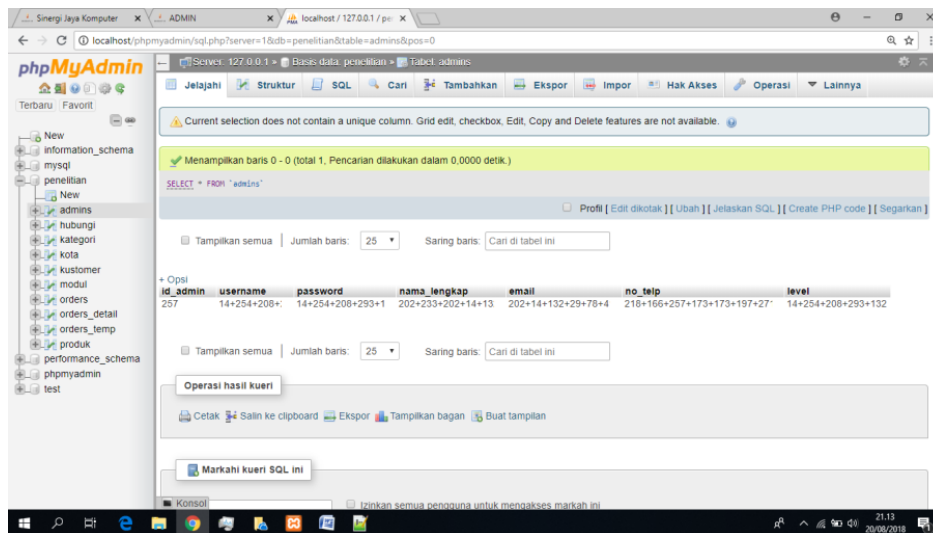 Sinergi Jaya Komputer
ADMIN
localhost / 127.0.0.1 / pe
localhost/phpmyadmin/sql.php?server=1&db=penelitian&table=admins&pos=0
phpMyAdmin
Terbaru Favorit
New
information_schema
mysql
penelitian
New
admins
hubungi
kategori
kota
kustomer
modul
orders
orders_detail
orders_temp
produk
performance_schema
phpmyadmin
test
Server: 127.0.0.1 » Basis data: penelitian » Tabel: admins
Jelajahi Struktur SQL Cari Tambahkan Ekspor Impor Hak Akses Operasi Lainnya
Current selection does not contain a unique column. Grid edit, checkbox, Edit, Copy and Delete features are not available.
Menampilkan baris 0 - 0 (total 1, Pencarian dilakukan dalam 0,0000 detik.)
SELECT * FROM `admins`
Profil [ Edit dikotak ] [ Ubah ] [ Jelaskan SQL ] [ Create PHP code ] [ Segarkan ]
Tampilkan semua Jumlah baris: 25 Saring baris: Cari di tabel ini
+ Opsi
id_admin username password nama_lengkap email no_telp level
257 14+254+208+ 14+254+208+293+1 202+233+202+14+13 202+14+132+29+78+4 218+166+257+173+173+197+27 14+254+208+293+132
Tampilkan semua Jumlah baris: 25 Saring baris: Cari di tabel ini
Operasi hasil kueri
Cetak Salin ke clipboard Ekspor Tampilkan bagan Buat tampilan
Markahi kueri SQL ini
Konsol
Izinkan semua pengguna untuk mengakses markah ini
21.13
20/08/2018